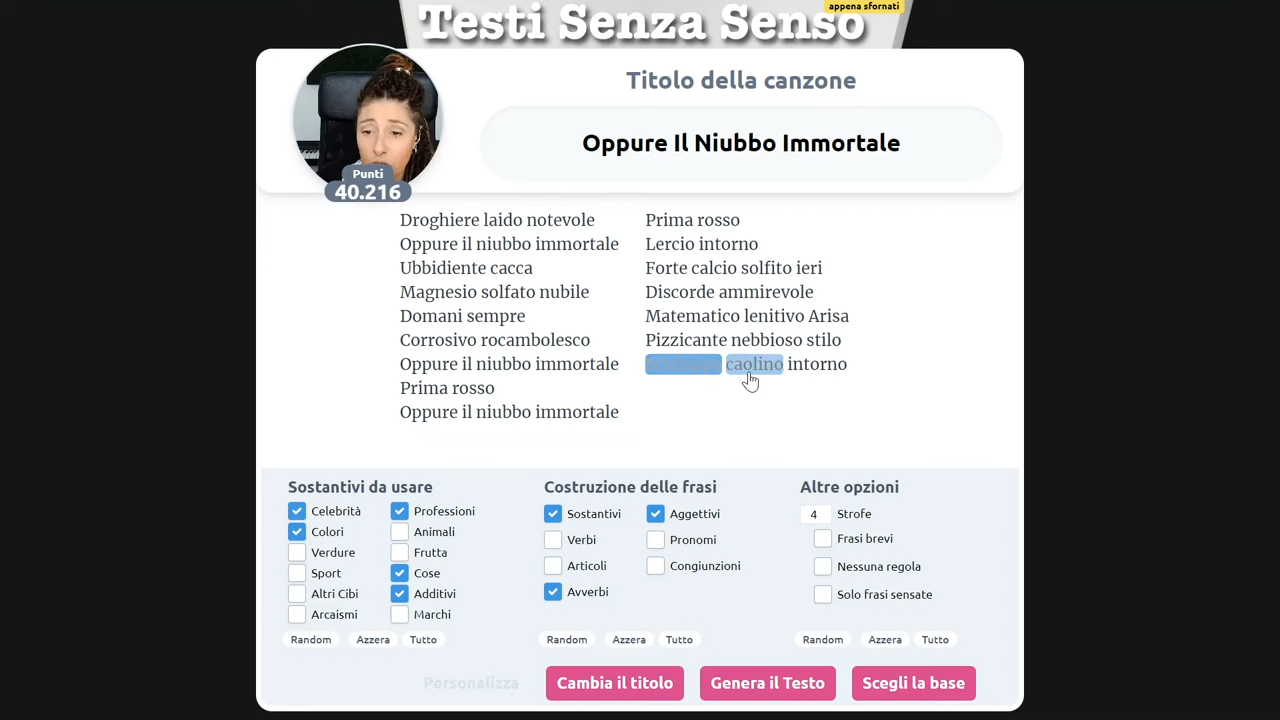 appena sfornati
Testi Senza Senso
Titolo della canzone
Oppure Il Niubbo Immortale
Punti
40.216
Droghiere laido notevole
Oppure il niubbo immortale
Ubbidiente cacca
Magnesio solfato nubile
Domani sempre
Corrosivo rocambolesco
Oppure il niubbo immortale
Prima rosso
Oppure il niubbo immortale
Prima rosso
Lercio intorno
Forte calcio solfito ieri
Discorde ammirevole
Matematico lenitivo Arisa
Pizzicante nebbioso stilo
caolino intorno
Sostantivi da usare
Celebrità
Professioni
Colori
Animali
Verdure
Frutta
Sport
Cose
Altri Cibi
Additivi
Arcaismi
Marchi
Random Azzera Tutto
Costruzione delle frasi
Sostantivi
Aggettivi
Verbi
Pronomi
Articoli
Congiunzioni
Avverbi
Random Azzera Tutto
Altre opzioni
4 Strofe
Frasi brevi
Nessuna regola
Solo frasi sensate
Random Azzera Tutto
Personalizza
Cambia il titolo
Genera il Testo
Scegli la base